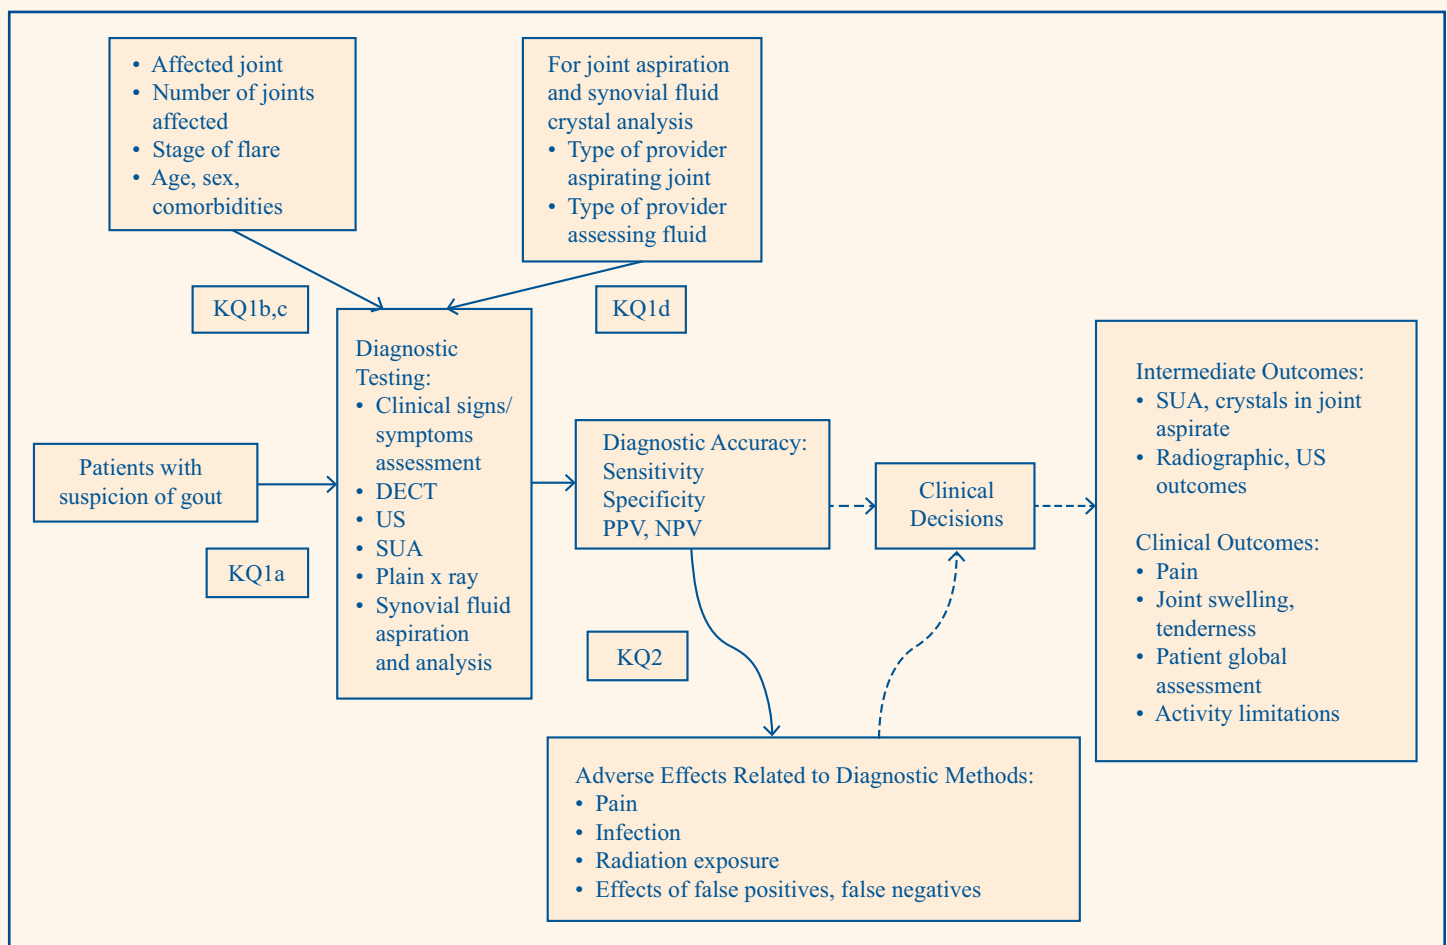 • Affected joint
• Number of joints
affected
• Stage of flare
• Age, sex,
comorbidities
For joint aspiration
and synovial fluid
crystal analysis
• Type of provider
aspirating joint
• Type of provider
assessing fluid
KQ1b,c
KQ1d
Patients with
suspicion of gout
KQ1a
Diagnostic
Testing:
• Clinical signs/
symptoms
assessment
• DECT
• US
• SUA
• Plain x ray
• Synovial fluid
aspiration
and analysis
Diagnostic Accuracy:
Sensitivity
Specificity
PPV, NPV
KQ2
Clinical
Decisions
Intermediate Outcomes:
• SUA, crystals in joint
aspirate
• Radiographic, US
outcomes
Clinical Outcomes:
• Pain
• Joint swelling,
tenderness
• Patient global
assessment
• Activity limitations
Adverse Effects Related to Diagnostic Methods:
• Pain
• Infection
• Radiation exposure
• Effects of false positives, false negatives